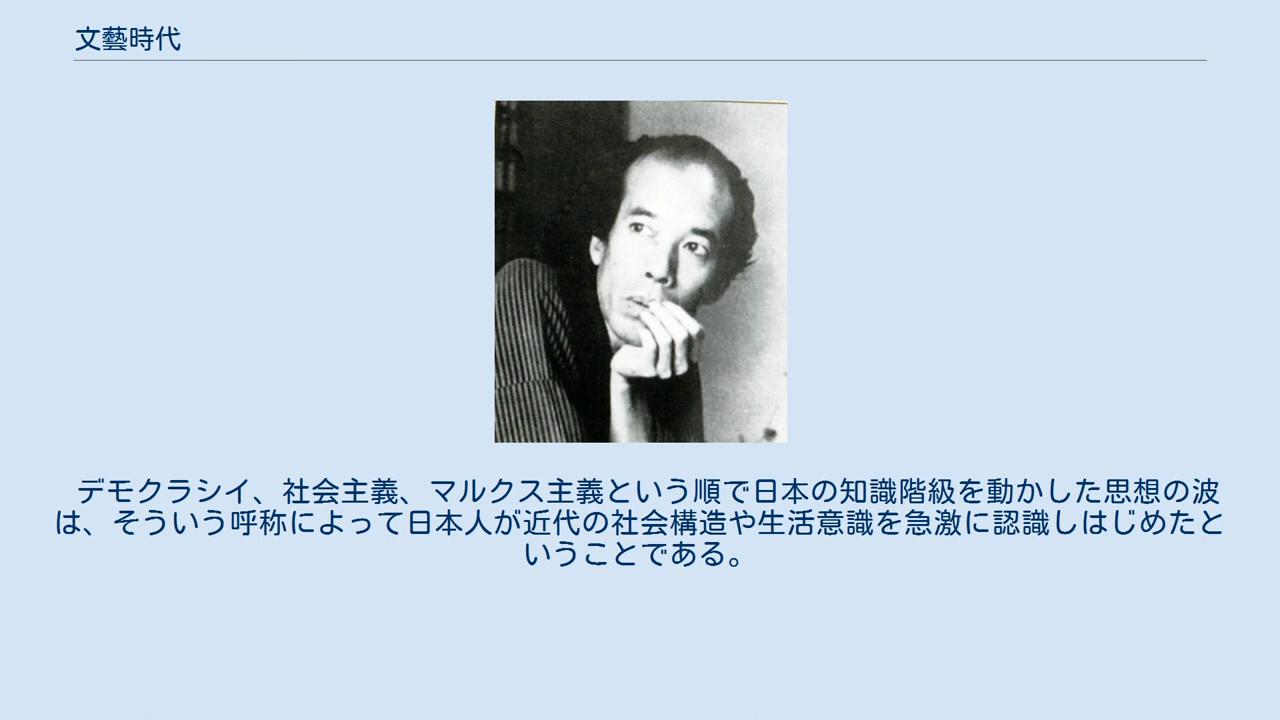 文藝時代
デモクラシイ、社会主義、マルクス主義という順で日本の知識階級を動かした思想の波
は、そういう呼称によって日本人が近代の社会構造や生活意識を急激に認識しはじめたと
いうことである。